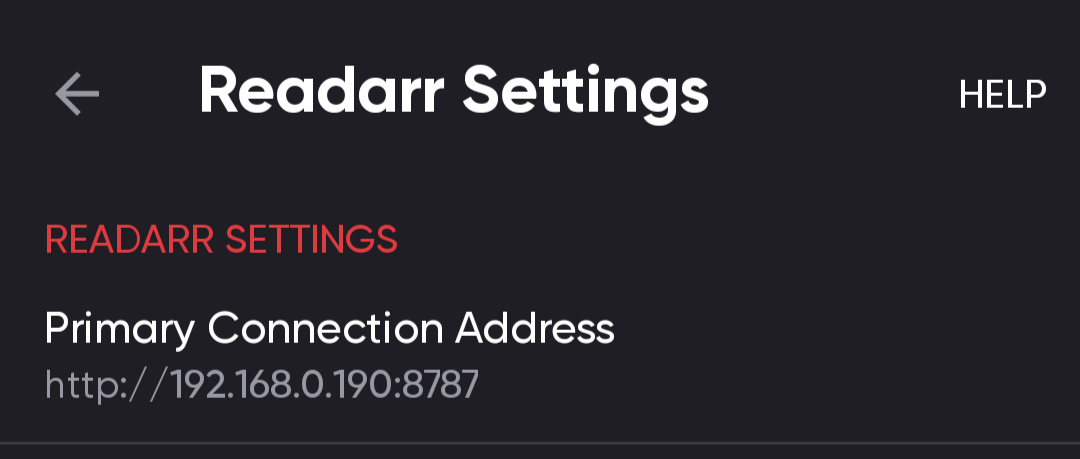 Readarr Settings
HELP
READARR SETTINGS
Primary Connection Address
http://192.168.0.190:8787